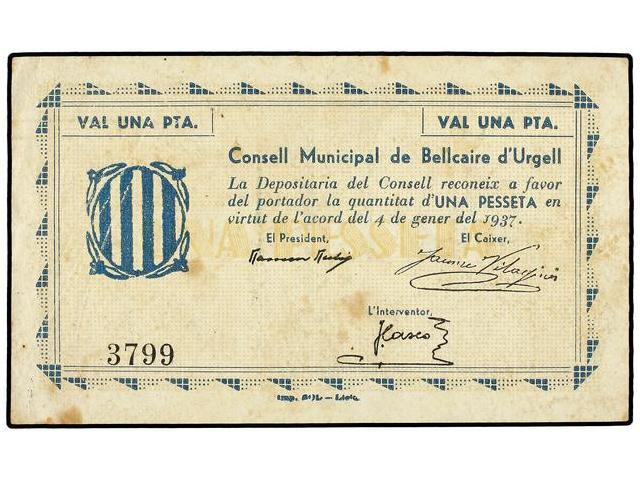 VAL UNA PTA.
VAL UNA PTA.
Consell Municipal de Bellcaire d'Urgell
La Depositaria del Consell reconeix a favor
del portador la quantitat d'UNA PESSETA en
virtut de l'acord del 4 de gener del 1937.
El President,
El Caixer,
L'Interventor,
3799